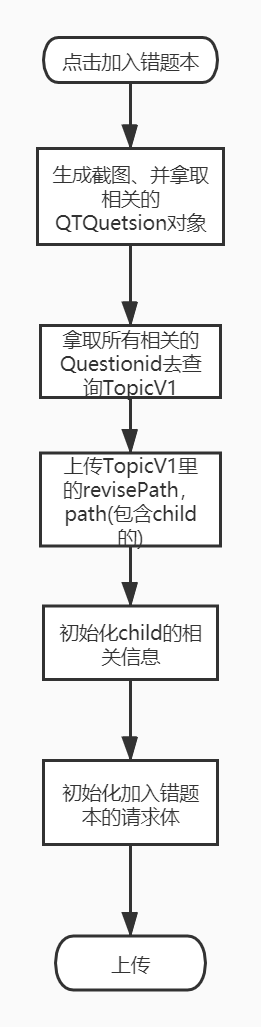 点击加入错题本
生成截图、并拿取
相关的
QTQuetsion对象
拿取所有相关的
Questionid去查
询TopicV1
上传TopicV1里
的revisePath，
path(包含child
的)
初始化child的相
关信息
初始化加入错题
本的请求体
上传